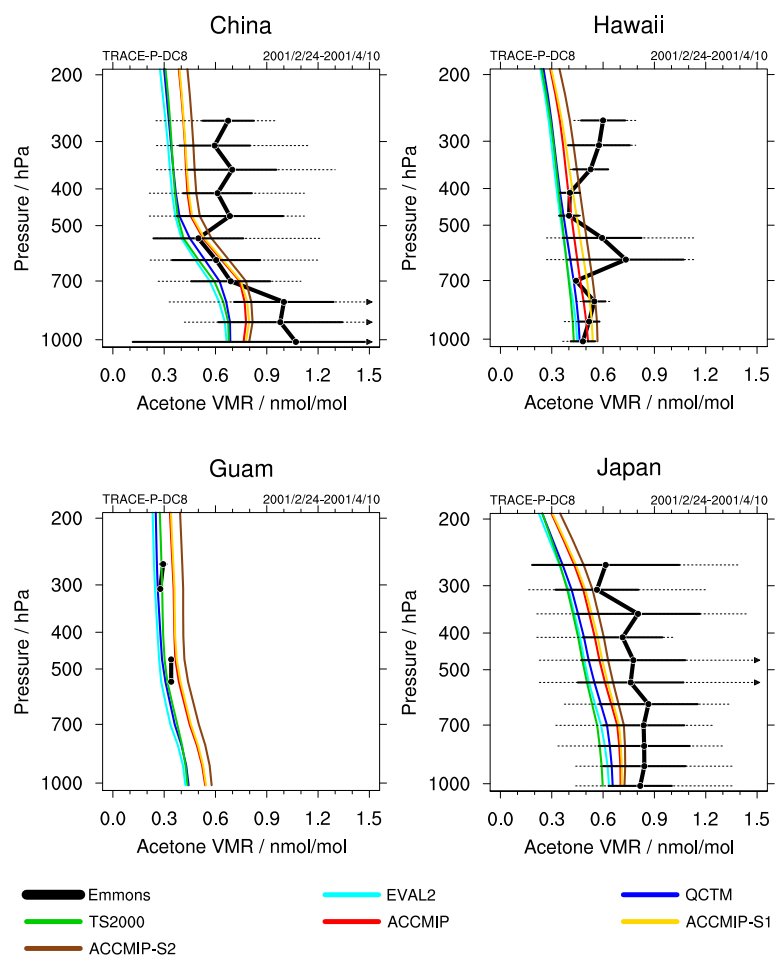 China
TRACE-P-DC8 2001/2/24-2001/4/10
200
300
400
500
700
1000
Pressure / hPa
0.0 0.3 0.6 0.9 1.2 1.5
Acetone VMR / nmol/mol
Hawaii
TRACE-P-DC8 2001/2/24-2001/4/10
200
300
400
500
700
1000
Pressure / hPa
0.0 0.3 0.6 0.9 1.2 1.5
Acetone VMR / nmol/mol
Guam
TRACE-P-DC8 2001/2/24-2001/4/10
200
300
400
500
700
1000
Pressure / hPa
0.0 0.3 0.6 0.9 1.2 1.5
Acetone VMR / nmol/mol
Japan
TRACE-P-DC8 2001/2/24-2001/4/10
200
300
400
500
700
1000
Pressure / hPa
0.0 0.3 0.6 0.9 1.2 1.5
Acetone VMR / nmol/mol
Emmons EVAL2 QCTM
TS2000 ACCMIP ACCMIP-S1
ACCMIP-S2